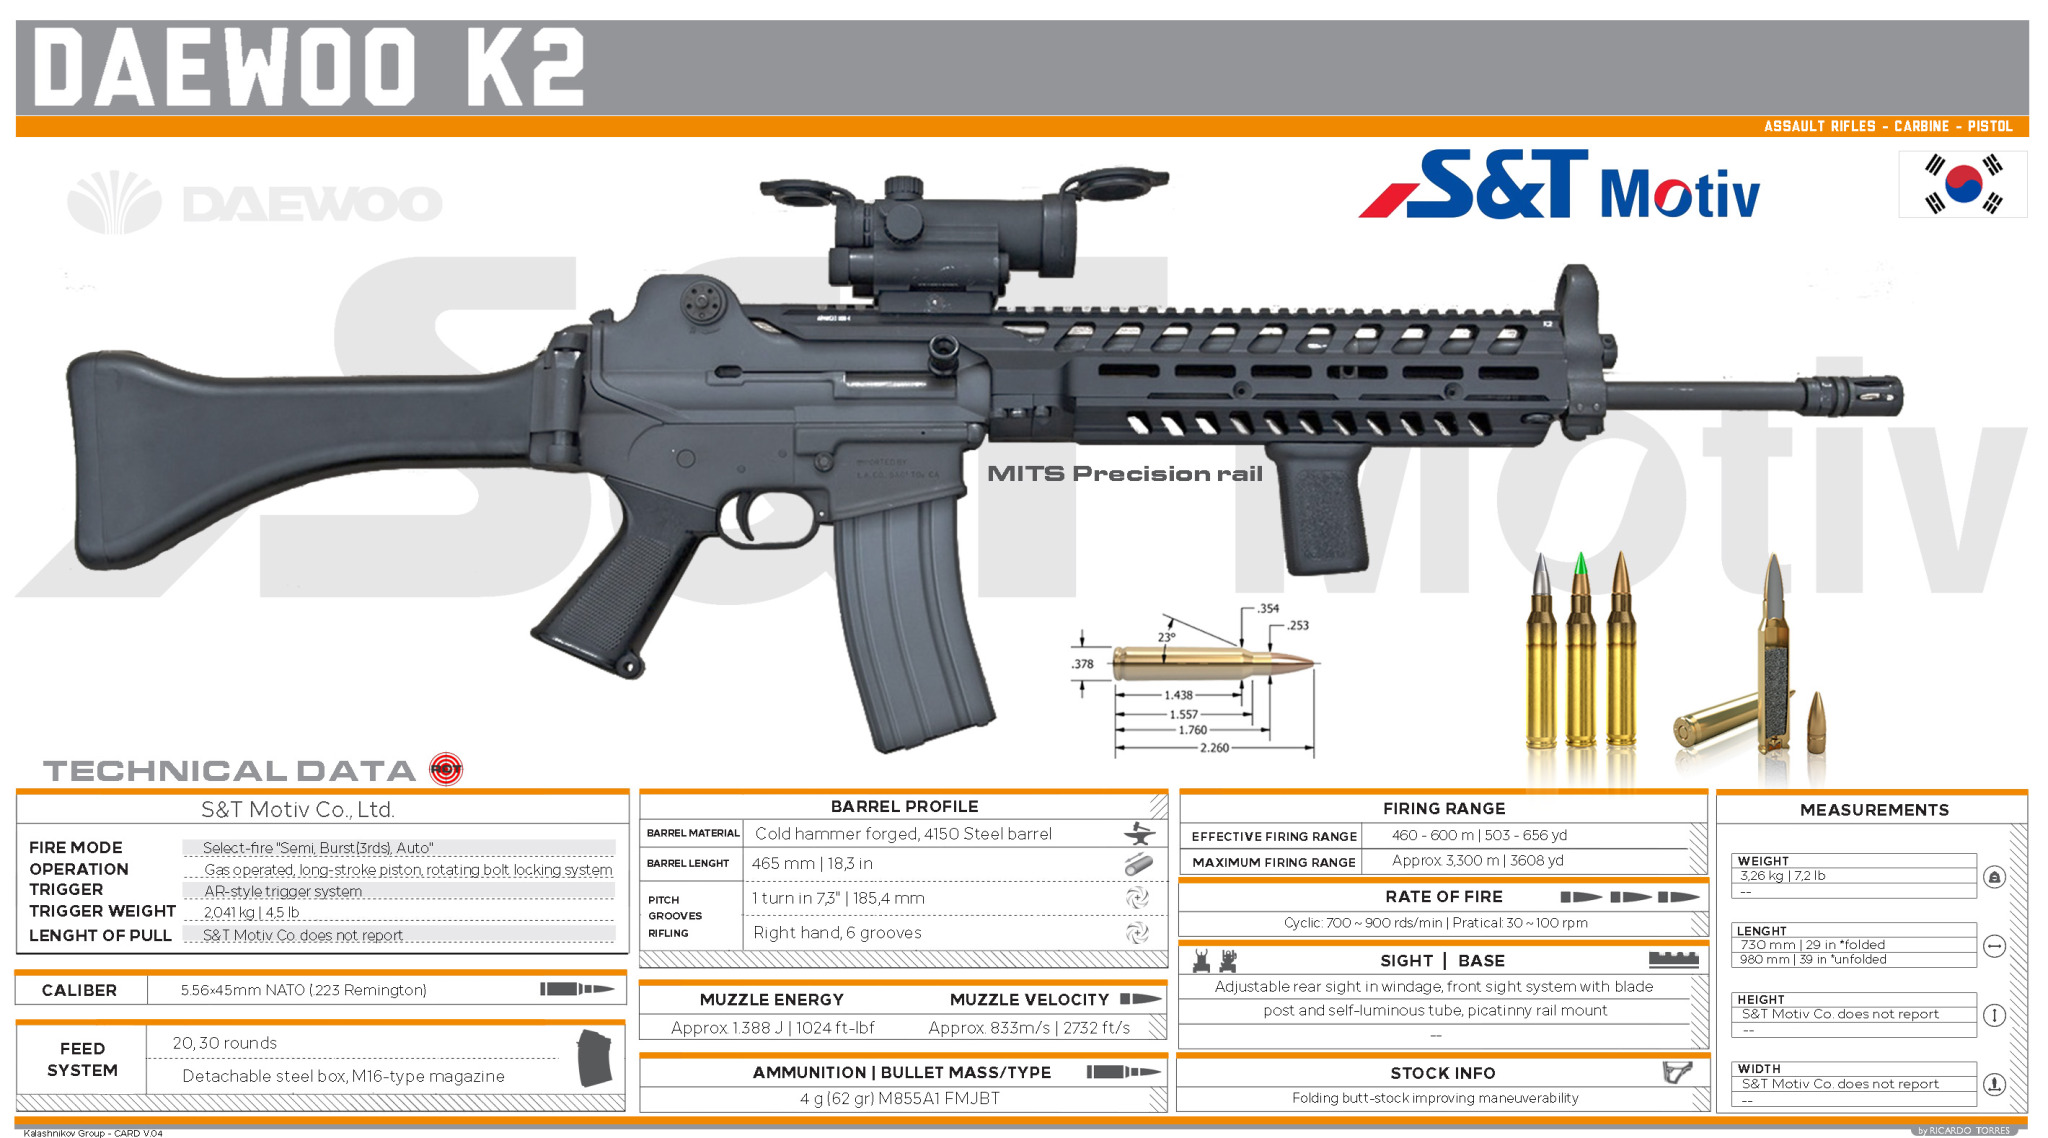 DAEWOO K2
ASSAULT RIFLES - CARBINE - PISTOL
DAEWOO
S&T Motiv
S&T Motiv
K2
IMPORTED BY
MITS Precision rail
.354
.253
23°
.378
1.438
1.557
1.760
2.260
TECHNICAL DATA
S&T Motiv Co., Ltd.
FIRE MODE Select-fire "Semi, Burst(3rds), Auto"
OPERATION Gas operated, long-stroke piston, rotating bolt locking system
TRIGGER AR-style trigger system
TRIGGER WEIGHT 2,041 kg | 4,5 lb
LENGHT OF PULL S&T Motiv Co. does not report
CALIBER 5.56x45mm NATO (.223 Remington)
FEED SYSTEM
20, 30 rounds
Detachable steel box, M16-type magazine
BARREL PROFILE
BARREL MATERIAL Cold hammer forged, 4150 Steel barrel
BARREL LENGHT 465 mm | 18,3 in
PITCH
GROOVES
RIFLING
1 turn in 7,3" | 185,4 mm
Right hand, 6 grooves
MUZZLE ENERGY MUZZLE VELOCITY
Approx. 1.388 J | 1024 ft-lbf Approx. 833m/s | 2732 ft/s
AMMUNITION | BULLET MASS/TYPE
4 g (62 gr) M855A1 FMJBT
FIRING RANGE
EFFECTIVE FIRING RANGE 460 - 600 m | 503 - 656 yd
MAXIMUM FIRING RANGE Approx. 3,300 m | 3608 yd
RATE OF FIRE
Cyclic: 700 ~ 900 rds/min | Pratical: 30 ~ 100 rpm
SIGHT | BASE
Adjustable rear sight in windage, front sight system with blade
post and self-luminous tube, picatinny rail mount
--
STOCK INFO
Folding butt-stock improving maneuverability
MEASUREMENTS
WEIGHT
3,26 kg | 7,2 lb
--
LENGHT
730 mm | 29 in *folded
980 mm | 39 in *unfolded
HEIGHT
S&T Motiv Co. does not report
--
WIDTH
S&T Motiv Co. does not report
--
Kalashnikov Group - CARD V.04
by RICARDO TORRES